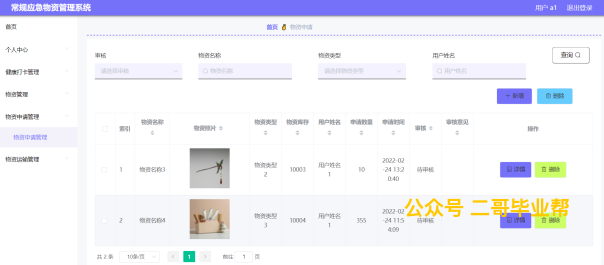 常规应急物资管理系统
用户 a1 退出登录
首页
首页 物资申请
个人中心
健康打卡管理
物资管理
物资申请管理
物资申请管理
物资运输管理
审核 物资名称 物资类型 用户姓名
请选择审核 物资名称 请选择物资类型 用户姓名 查询
+ 新增 删除
索引 物资名称 物资照片 物资类型 物资库存 用户姓名 申请数量 申请时间 审核 审核意见 操作
1 物资名称3 物资类型2 10003 用户姓名1 10 2022-02-24 13:20:40 待审核 详情 删除
2 物资名称4 物资类型3 10004 用户姓名1 355 2022-02-24 11:54:09 待审核 详情 删除
公众号 二哥毕业帮
共 2 条 10条/页 1 前往 1 页